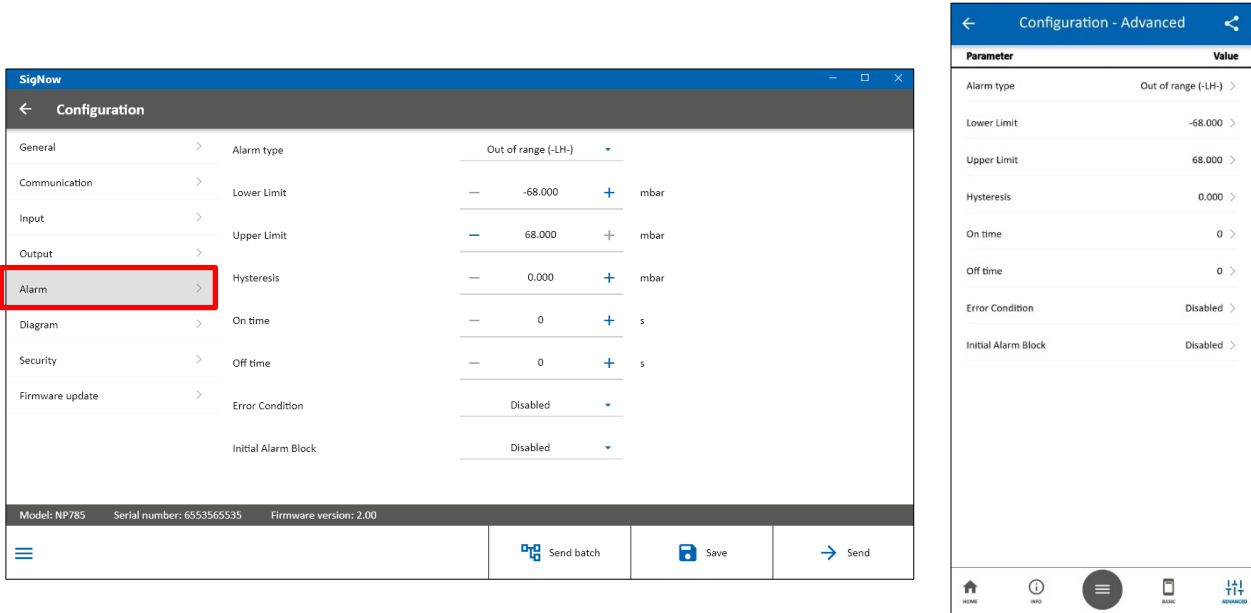 SigNow
Configuration
General
Communication
Input
Output
Alarm
Diagram
Security
Firmware update
Alarm type Out of range (-LH-)
Lower Limit — -68.000 + mbar
Upper Limit — 68.000 + mbar
Hysteresis — 0.000 + mbar
On time — 0 + s
Off time — 0 + s
Error Condition Disabled
Initial Alarm Block Disabled
Model: NP785 Serial number: 6553565535 Firmware version: 2.00
Send batch Save Send
Configuration - Advanced
Parameter Value
Alarm type Out of range (-LH-)
Lower Limit -68.000
Upper Limit 68.000
Hysteresis 0.000
On time 0
Off time 0
Error Condition Disabled
Initial Alarm Block Disabled
HOME INFO BASIC ADVANCED